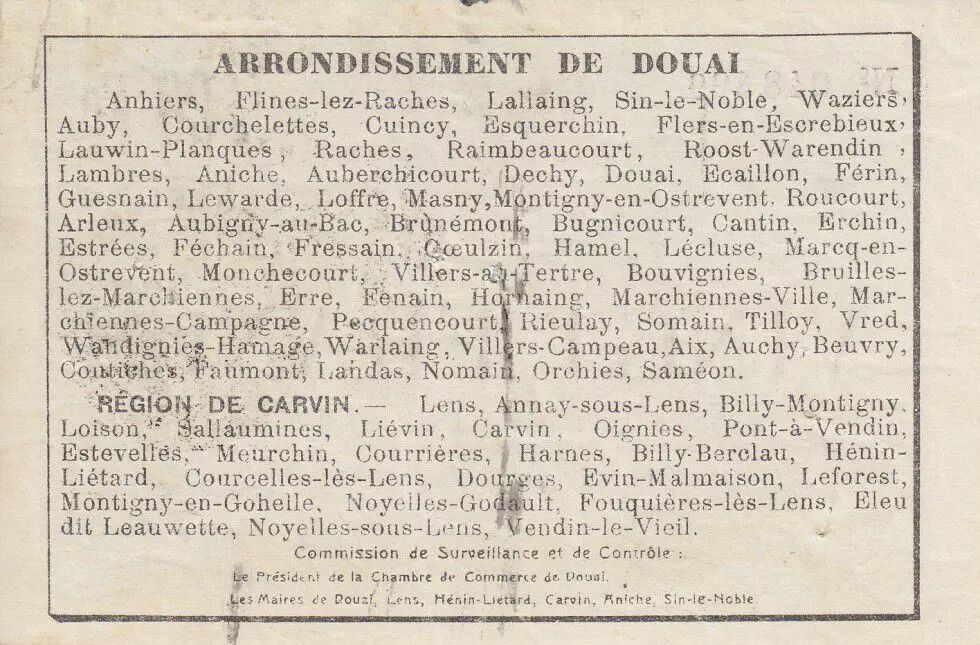 ARRONDISSEMENT DE DOUAI
Anhiers, Flines-lez-Raches, Lallaing, Sin-le-Noble, Waziers,
Auby, Courchelettes, Cuincy, Esquerchin, Flers-en-Escrebieux,
Lauwin-Planques, Raches, Raimbeaucourt, Roost-Warendin,
Lambres, Aniche, Auberchicourt, Dechy, Douai, Ecaillon, Férin,
Guesnain, Lewarde, Loffre, Masny, Montigny-en-Ostrevent, Roucourt,
Arleux, Aubigny-au-Bac, Brunémont, Bugnicourt, Cantin, Erchin,
Estrées, Féchain, Fressain, Gœulzin, Hamel, Lécluse, Marcq-en-
Ostrevent, Monchecourt, Villers-au-Tertre, Bouvignies, Bruilles-
lez-Marchiennes, Erre, Fenain, Hornaing, Marchiennes-Ville, Mar-
chiennes-Campagne, Pecquencourt, Rieulay, Somain, Tilloy, Vred,
Wandignies-Hamage, Warlaing, Villers-Campeau, Aix, Auchy, Beuvry,
Coutiches, Faumont, Landas, Nomain, Orchies, Saméon.
RÉGION DE CARVIN. — Lens, Annay-sous-Lens, Billy-Montigny,
Loison, Sallaumines, Liévin, Carvin, Oignies, Pont-à-Vendin,
Estevelles, Meurchin, Courrières, Harnes, Billy-Berclau, Hénin-
Liétard, Courcelles-lès-Lens, Dourges, Evin-Malmaison, Leforest,
Montigny-en-Gohelle, Noyelles-Godault, Fouquières-lès-Lens, Eleu
dit Leauwette, Noyelles-sous-Lens, Vendin-le-Vieil.
Commission de Surveillance et de Contrôle :
Le Président de la Chambre de Commerce de Douai.
Les Maires de Douai, Lens, Hénin-Liétard, Carvin, Aniche, Sin-le-Noble.